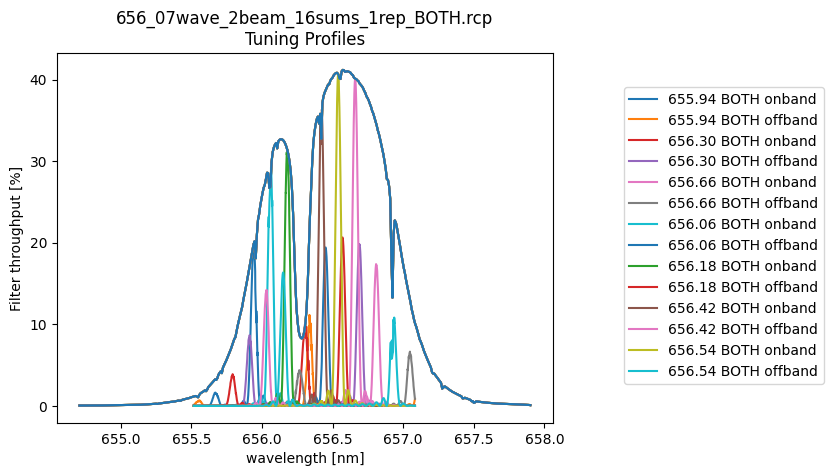 656_07wave_2beam_16sums_1rep_BOTH.rcp
Tuning Profiles
Filter throughput [%]
40
30
20
10
0
655.0
655.5
656.0
656.5
657.0
657.5
658.0
wavelength [nm]
655.94 BOTH onband
655.94 BOTH offband
656.30 BOTH onband
656.30 BOTH offband
656.66 BOTH onband
656.66 BOTH offband
656.06 BOTH onband
656.06 BOTH offband
656.18 BOTH onband
656.18 BOTH offband
656.42 BOTH onband
656.42 BOTH offband
656.54 BOTH onband
656.54 BOTH offband